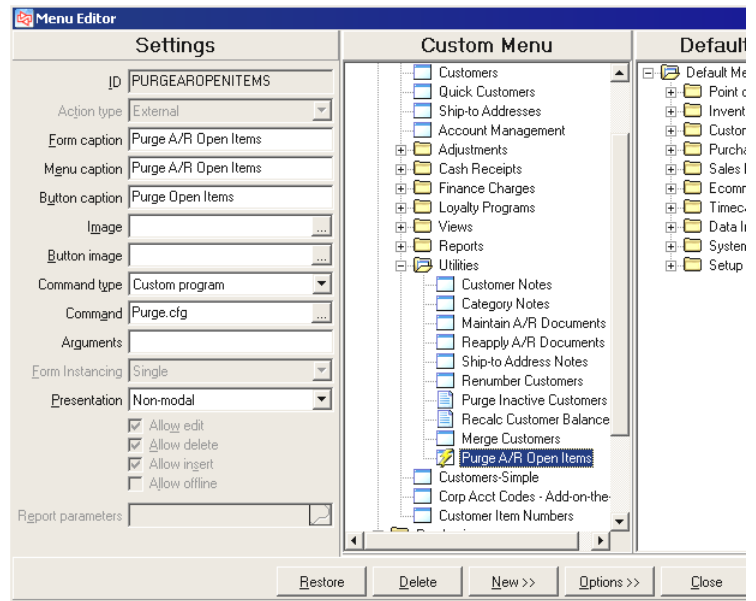 Menu Editor
Settings
ID PURGEAROPENITEMS
Action type External
Form caption Purge A/R Open Items
Menu caption Purge A/R Open Items
Button caption Purge Open Items
Image ...
Button image ...
Command type Custom program
Command Purge.cfg ...
Arguments
Form Instancing Single
Presentation Non-modal
Allow edit
Allow delete
Allow insert
Allow offline
Report parameters
Custom Menu
Customers
Quick Customers
Ship-to Addresses
Account Management
Adjustments
Cash Receipts
Finance Charges
Loyalty Programs
Views
Reports
Utilities
Customer Notes
Category Notes
Maintain A/R Documents
Reapply A/R Documents
Ship-to Address Notes
Renumber Customers
Purge Inactive Customers
Recalc Customer Balance
Merge Customers
Purge A/R Open Items
Customers-Simple
Corp Acct Codes - Add-on-the-
Customer Item Numbers
Default
Default Me
Point o
Invent
Custor
Purcha
Sales
Ecomm
Timec
Data I
System
Setup
Restore
Delete
New >>
Options >>
Close